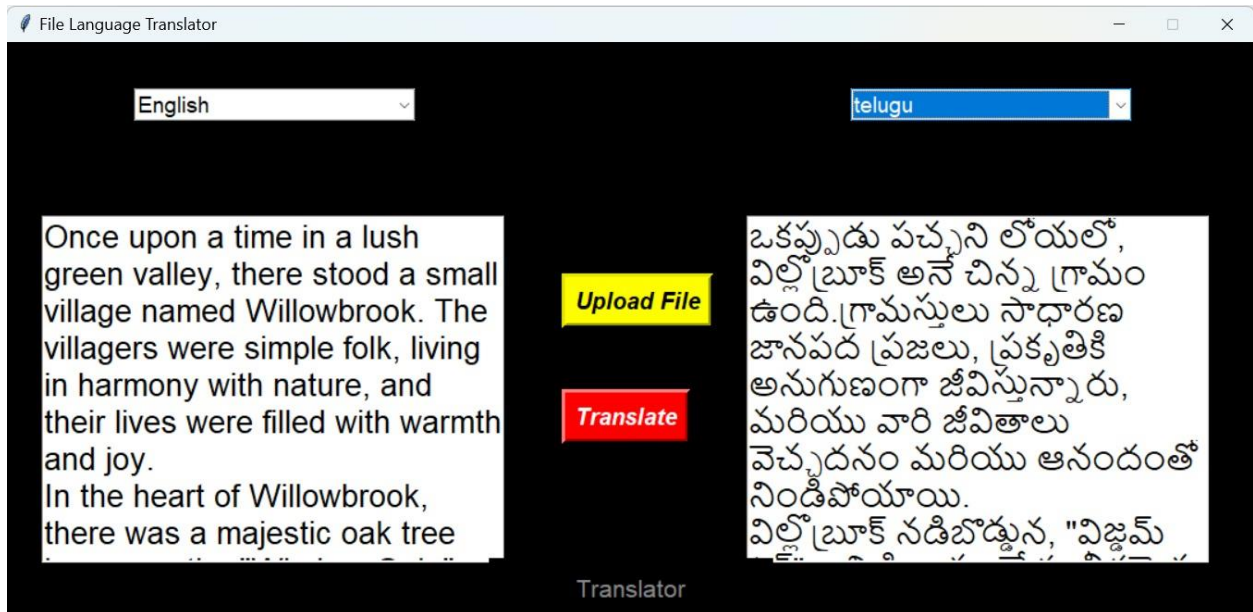 File Language Translator
English
telugu
Once upon a time in a lush
green valley, there stood a small
village named Willowbrook. The
villagers were simple folk, living
in harmony with nature, and
their lives were filled with warmth
and joy.
In the heart of Willowbrook,
there was a majestic oak tree
Upload File
Translate
ఒకప్పుడు పచ్చని లోయలో,
విల్లోబ్రూక్ అనే చిన్న గ్రామం
ఉంది.గ్రామస్తులు సాధారణ
జానపద ప్రజలు, ప్రకృతికి
అనుగుణంగా జీవిస్తున్నారు,
మరియు వారి జీవితాలు
వెచ్చదనం మరియు ఆనందంతో
నిండిపోయాయి.
విల్లోబ్రూక్ నడిబొడ్డున, "విజ్డమ్
Translator